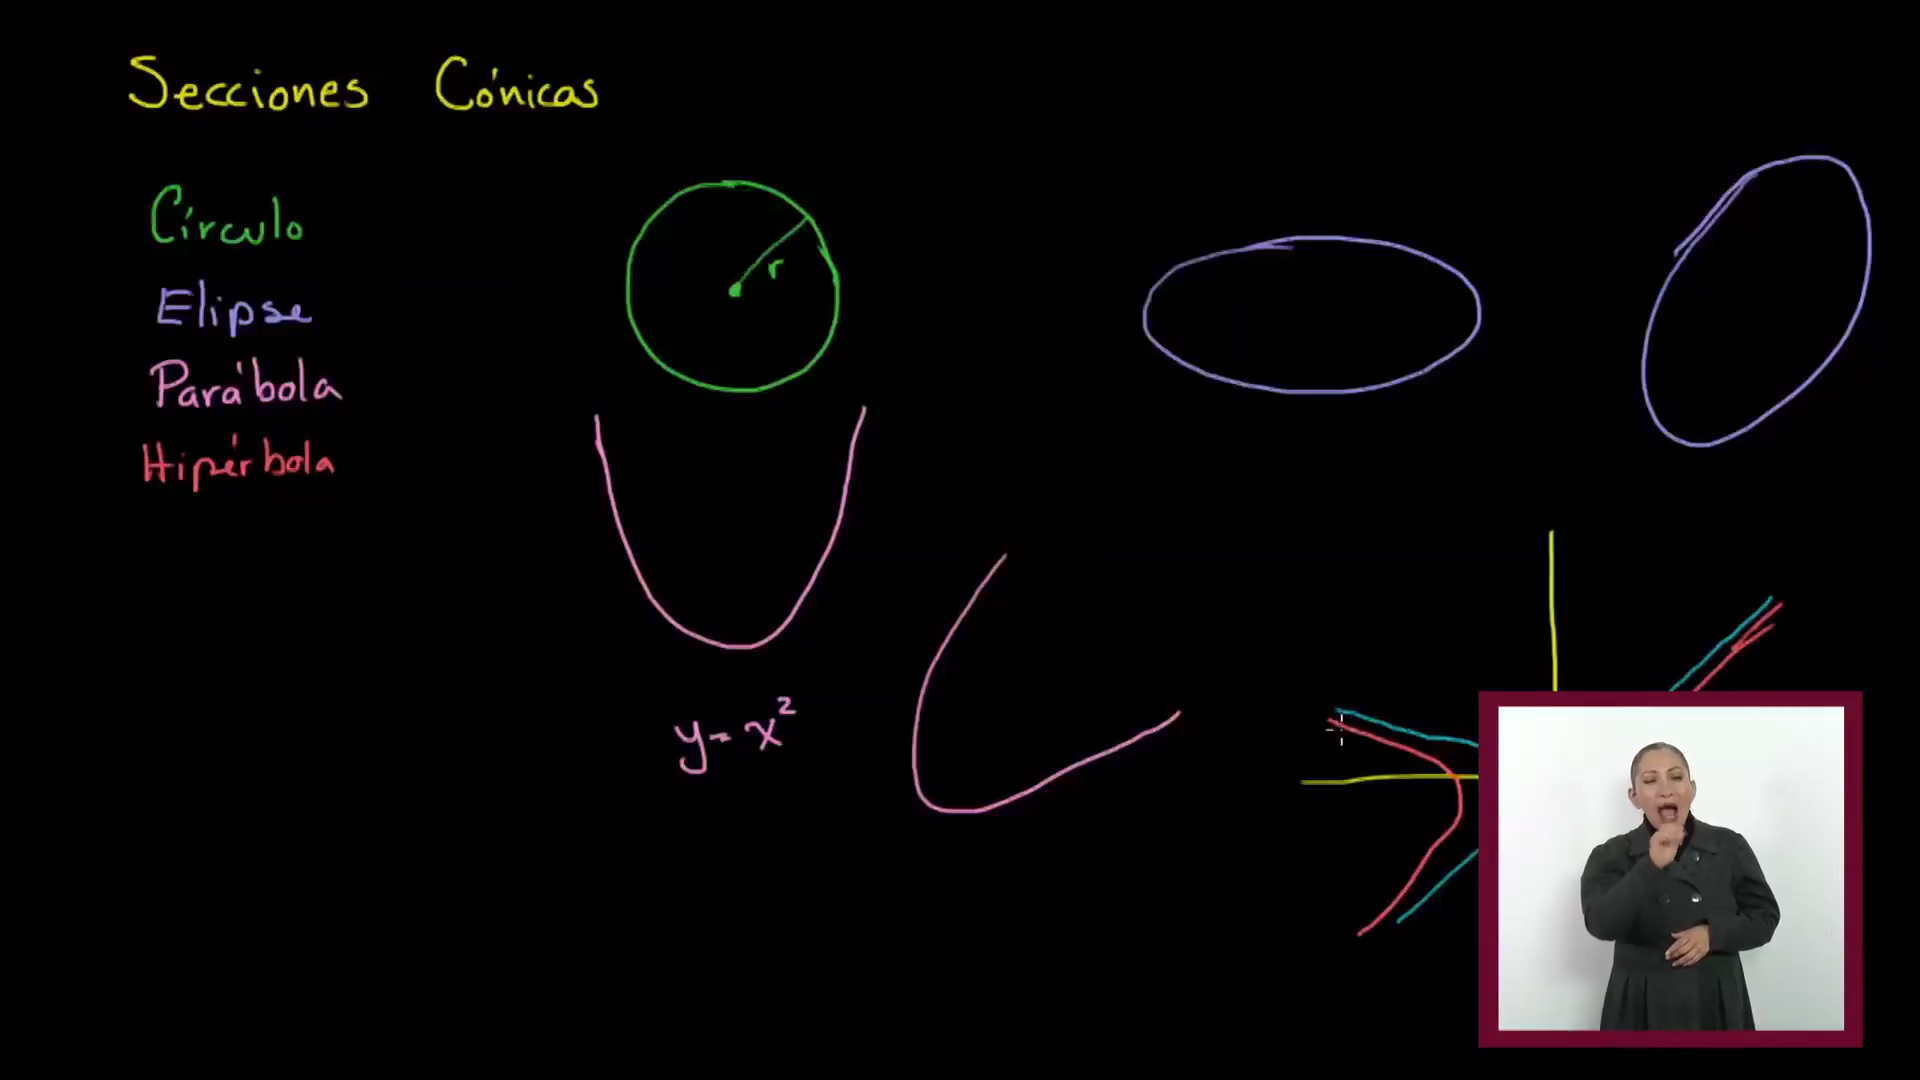 Secciones Cónicas
Círculo
r
Elipse
Parábola
Hipérbola
y=x²